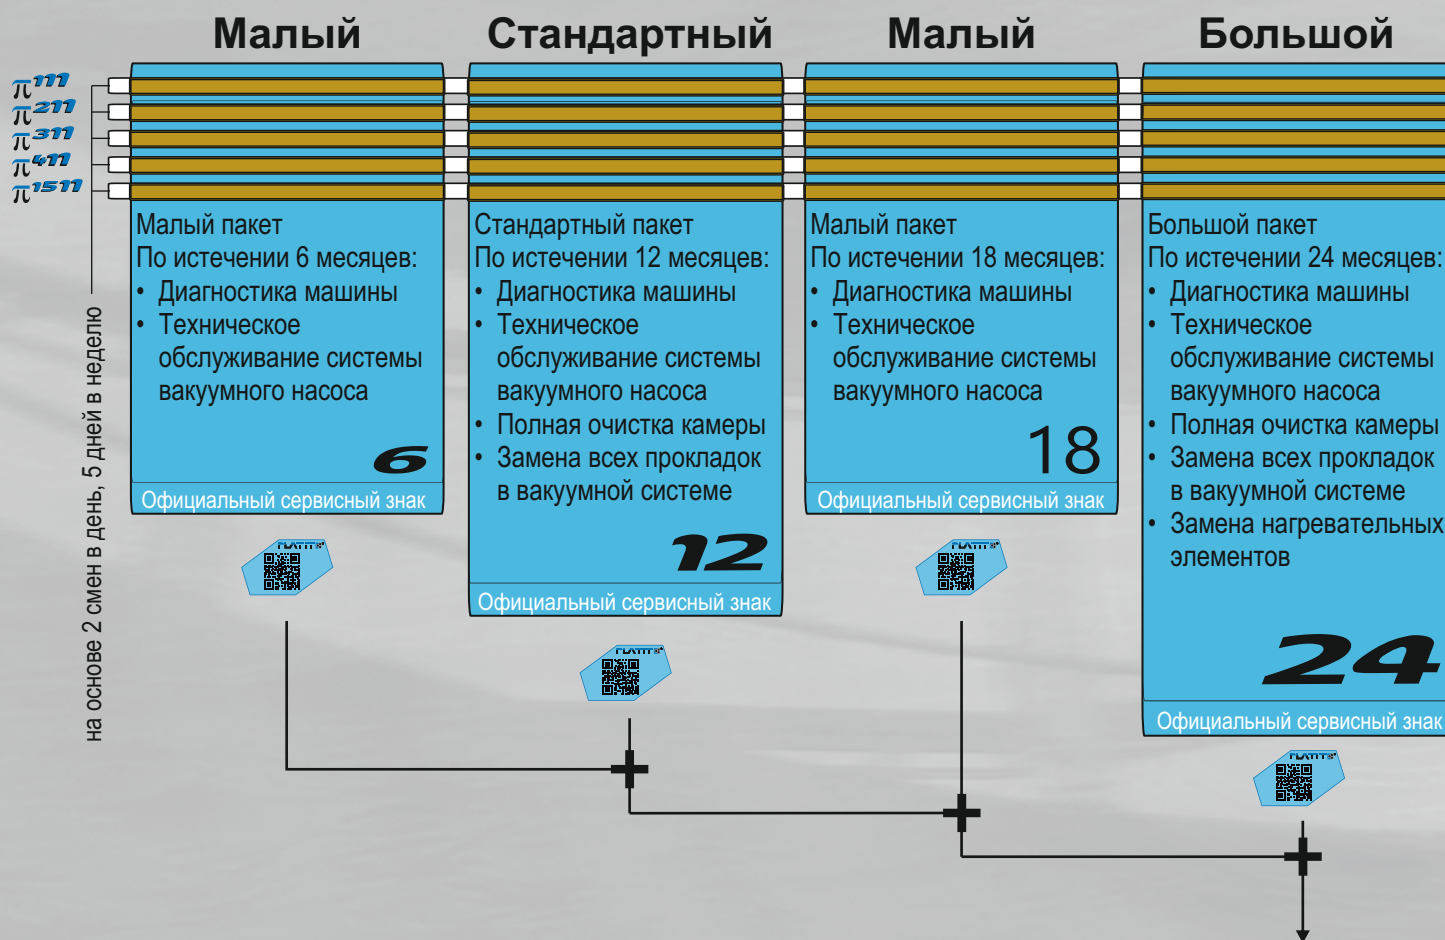 Малый
Стандартный
Малый
Большой
π111
π211
π311
π411
π1511
на основе 2 смен в день, 5 дней в неделю
Малый пакет
По истечении 6 месяцев:
• Диагностика машины
• Техническое
обслуживание системы
вакуумного насоса
6
Официальный сервисный знак
PLATIT
Стандартный пакет
По истечении 12 месяцев:
• Диагностика машины
• Техническое
обслуживание системы
вакуумного насоса
• Полная очистка камеры
• Замена всех прокладок
в вакуумной системе
12
Официальный сервисный знак
PLATIT
Малый пакет
По истечении 18 месяцев:
• Диагностика машины
• Техническое
обслуживание системы
вакуумного насоса
18
Официальный сервисный знак
PLATIT
Большой пакет
По истечении 24 месяцев:
• Диагностика машины
• Техническое
обслуживание системы
вакуумного насоса
• Полная очистка камеры
• Замена всех прокладок
в вакуумной системе
• Замена нагревательных
элементов
24
Официальный сервисный знак
PLATIT